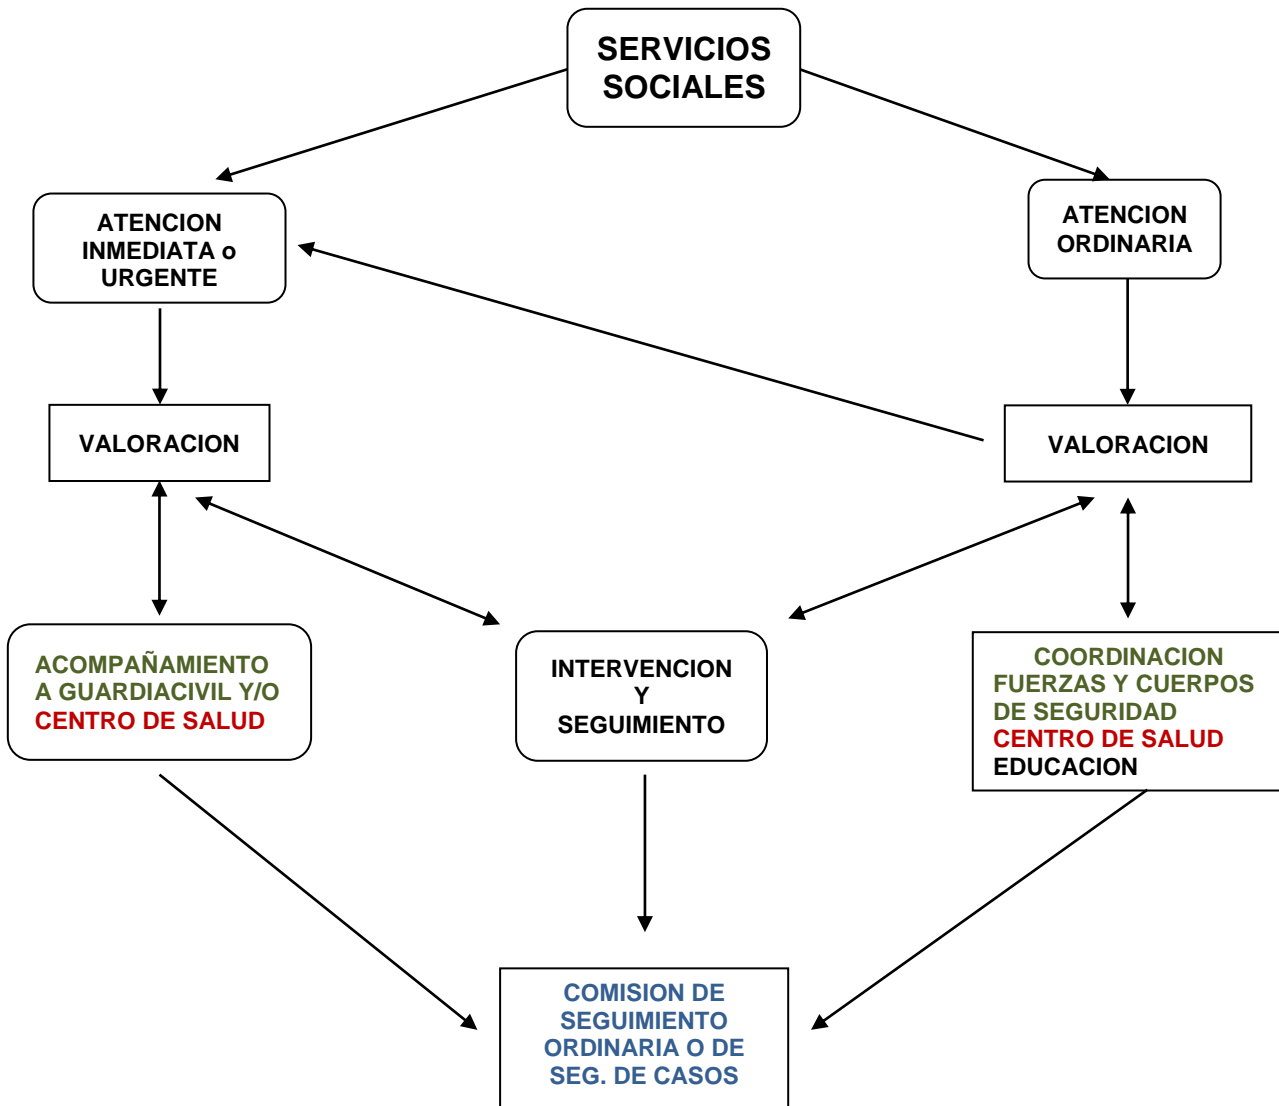 SERVICIOS
SOCIALES
ATENCION
INMEDIATA o
URGENTE
ATENCION
ORDINARIA
VALORACION
VALORACION
ACOMPAÑAMIENTO
A GUARDIACIVIL Y/O
CENTRO DE SALUD
INTERVENCION
Y
SEGUIMIENTO
COORDINACION
FUERZAS Y CUERPOS
DE SEGURIDAD
CENTRO DE SALUD
EDUCACION
COMISION DE
SEGUIMIENTO
ORDINARIA O DE
SEG. DE CASOS